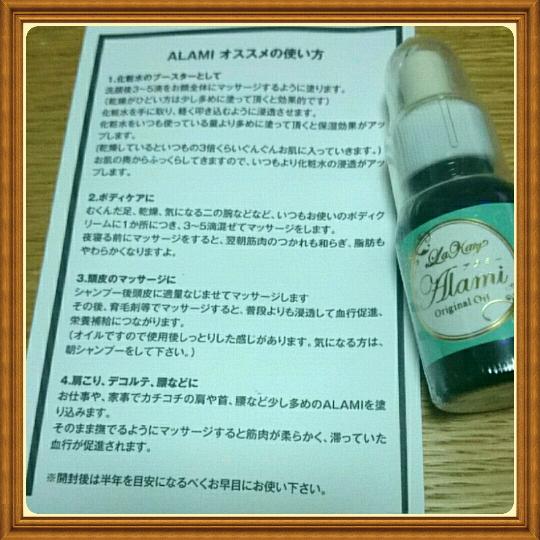 ALAMI オススメの使い方
1.化粧水のブースターとして
洗顔後3~5滴をお顔全体にマッサージするように塗ります。
(乾燥がひどい方は少し多めに塗って頂くと効果的です)
化粧水を手に取り、軽く叩き込むように浸透させます。
化粧水をいつも使っている量より多めに塗って頂くと保湿効果がアッ
プします。
(乾燥しているといつもの3倍くらいぐんぐんお肌に入っていきます。)
お肌の奥からふっくらしてきますので、いつもより化粧水の浸透がアッ
プします。
2.ボディケアに
むくんだ足、乾燥、気になる二の腕などなど、いつもお使いのボディク
リームに1か所につき、3~5滴混ぜてマッサージをします。
夜寝る前にマッサージをすると、翌朝筋肉のつかれも和らぎ、脂肪も
やわらかくなりますよ。
3.頭皮のマッサージに
シャンプー後頭皮に適量なじませてマッサージします
その後、育毛剤等でマッサージすると、普段よりも浸透して血行促進、
栄養補給につながります。
(オイルですので使用後しっとりした感じがあります。気になる方は、
朝シャンプーをして下さい。)
4.肩こり、デコルテ、腰などに
お仕事や、家事でカチコチの肩や首、腰など少し多めのALAMIを塗
り込みます。
そのまま撫でるようにマッサージすると筋肉が柔らかく、滞っていた
血行が促進されます。
※開封後は半年を目安になるべくお早目にお使い下さい。
Alami
Original Oil